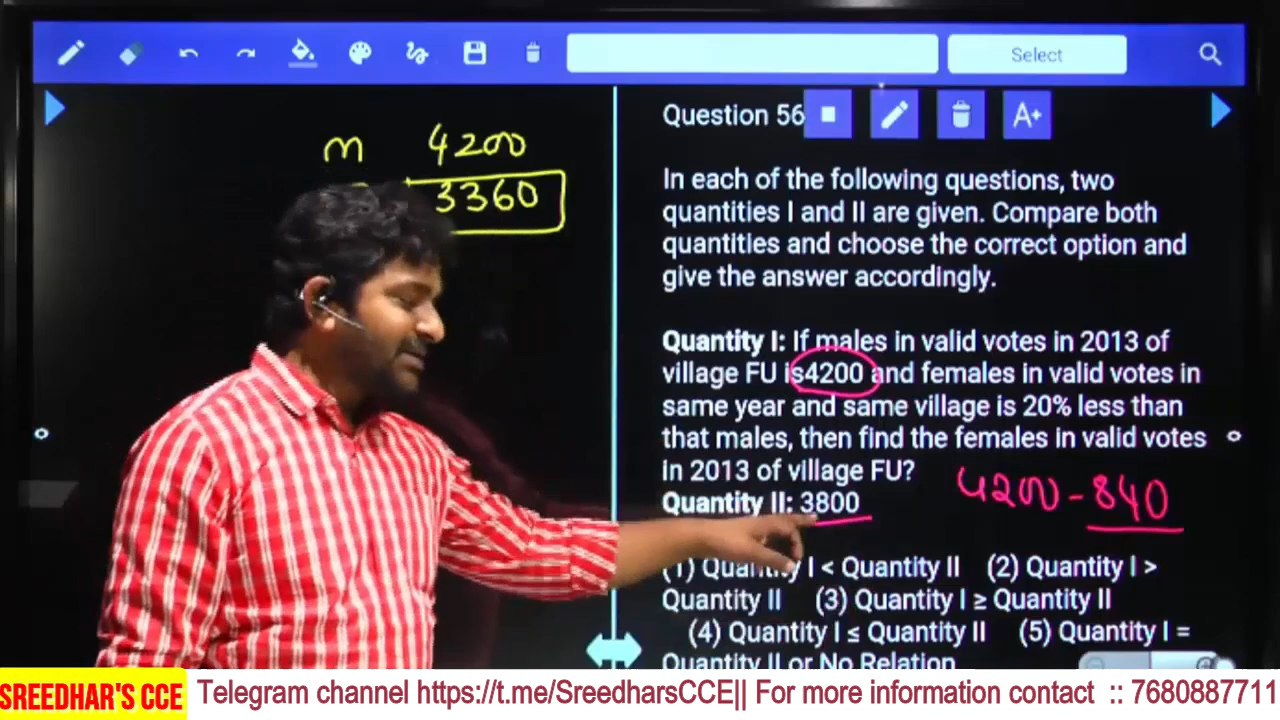 Select
Question 56
A+
m 4200
3360
In each of the following questions, two
quantities I and II are given. Compare both
quantities and choose the correct option and
give the answer accordingly.
Quantity I: If males in valid votes in 2013 of
village FU is4200 and females in valid votes in
same year and same village is 20% less than
that males, then find the females in valid votes
in 2013 of village FU?
4200-840
Quantity II: 3800
(1) Quantity I < Quantity II (2) Quantity I >
Quantity II (3) Quantity I ≥ Quantity II
(4) Quantity I ≤ Quantity II (5) Quantity I =
Quantity II or No Relation
SREEDHAR'S CCE Telegram channel https://t.me/SreedharsCCE|| For more information contact :: 7680887711